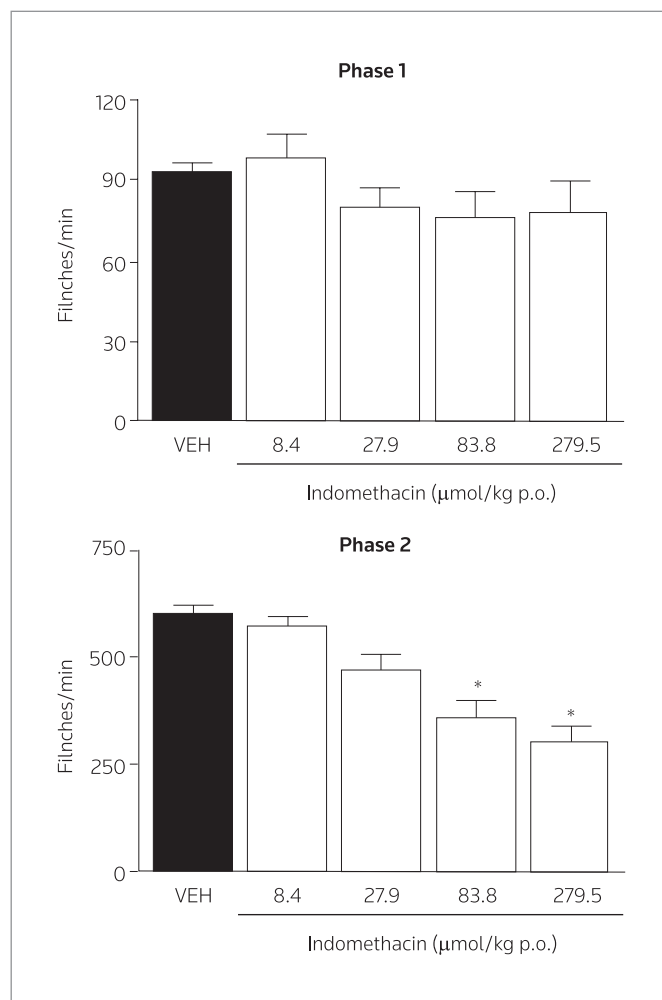 Phase 1
120
90
60
30
0
Filnches/min
VEH 8.4 27.9 83.8 279.5
Indomethacin (μmol/kg p.o.)
Phase 2
750
500
250
0
Filnches/min
* *
VEH 8.4 27.9 83.8 279.5
Indomethacin (μmol/kg p.o.)